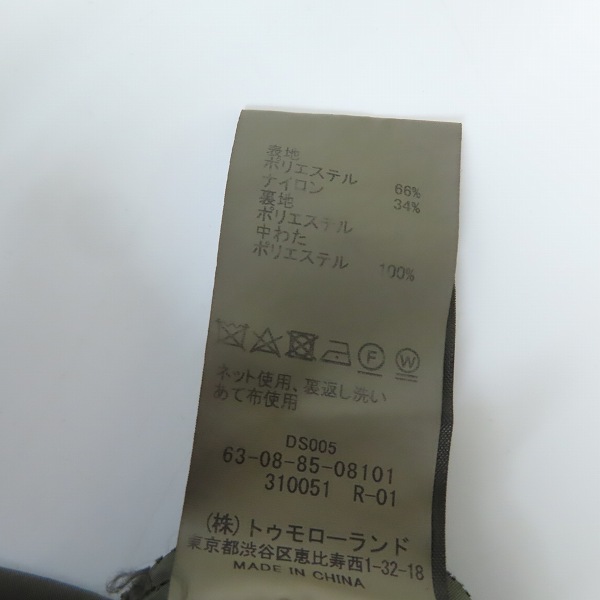 表地
ポリエステル 66%
ナイロン 34%
裏地
ポリエステル
中わた
ポリエステル 100%
F W
ネット使用、裏返し洗い
あて布使用
DS005
63-08-85-08101
310051 R-01
(株)トゥモローランド
東京都渋谷区恵比寿西1-32-18
MADE IN CHINA